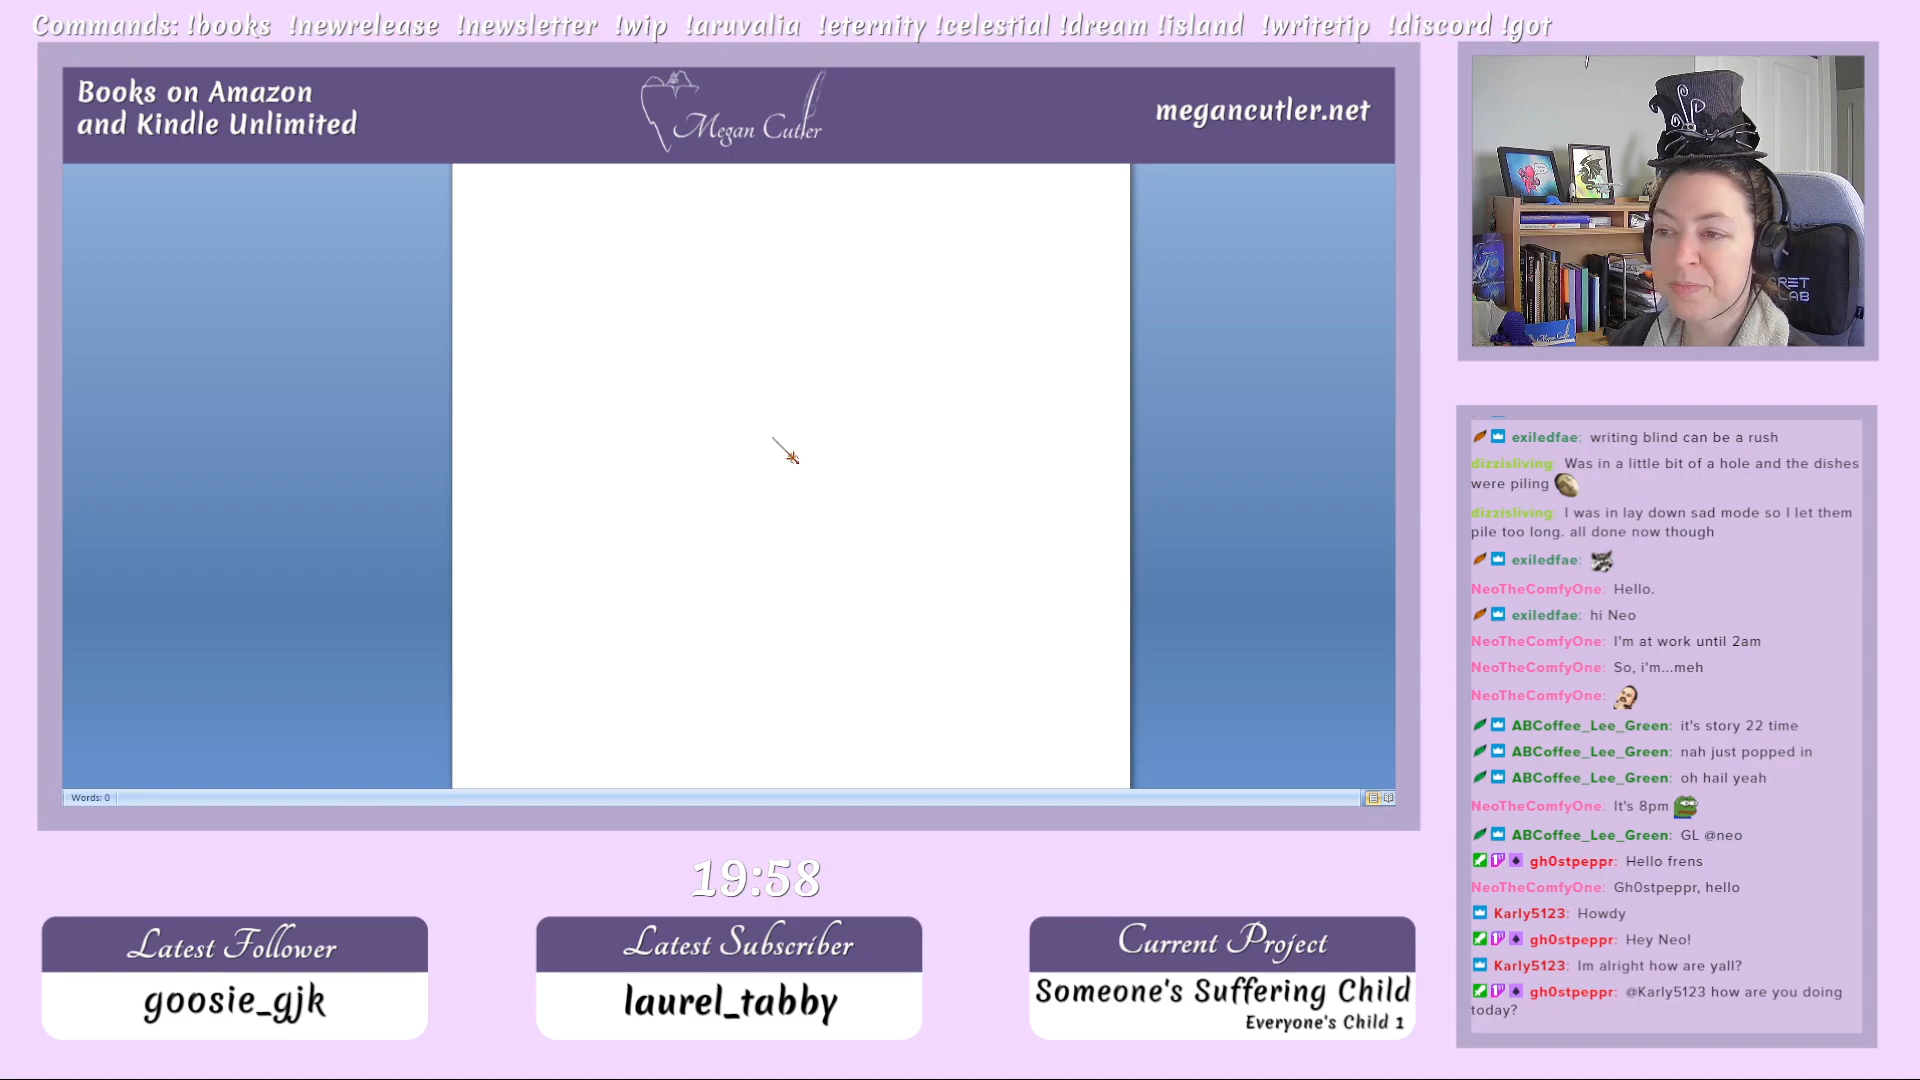 Commands: !books !newrelease !newsletter !wip !aruvalia !eternity !celestial !dream !island !writetip !discord !got
Books on Amazon
and Kindle Unlimited
Megan Cutler
megancutler.net
Words: 0
19:58
Latest Follower
goosie_gjk
Latest Subscriber
laurel_tabby
Current Project
Someone's Suffering Child
Everyone's Child 1
exiledfae: writing blind can be a rush
dizzisliving: Was in a little bit of a hole and the dishes
were piling
dizzisliving: I was in lay down sad mode so I let them
pile too long. all done now though
exiledfae:
NeoTheComfyOne: Hello.
exiledfae: hi Neo
NeoTheComfyOne: I'm at work until 2am
NeoTheComfyOne: So, i'm...meh
NeoTheComfyOne:
ABCoffee_Lee_Green: it's story 22 time
ABCoffee_Lee_Green: nah just popped in
ABCoffee_Lee_Green: oh hail yeah
NeoTheComfyOne: It's 8pm
ABCoffee_Lee_Green: GL @neo
gh0stpeppr: Hello frens
NeoTheComfyOne: Gh0stpeppr, hello
Karly5123: Howdy
gh0stpeppr: Hey Neo!
Karly5123: Im alright how are yall?
gh0stpeppr: @Karly5123 how are you doing
today?